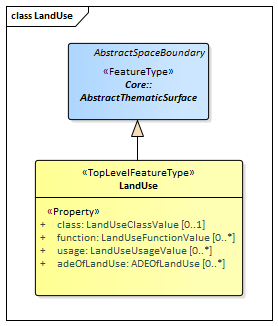 class LandUse
AbstractSpaceBoundary
«FeatureType»
Core::
AbstractThematicSurface
«TopLevelFeatureType»
LandUse
«Property»
+ class: LandUseClassValue [0..1]
+ function: LandUseFunctionValue [0..*]
+ usage: LandUseUsageValue [0..*]
+ adeOfLandUse: ADEOfLandUse [0..*]